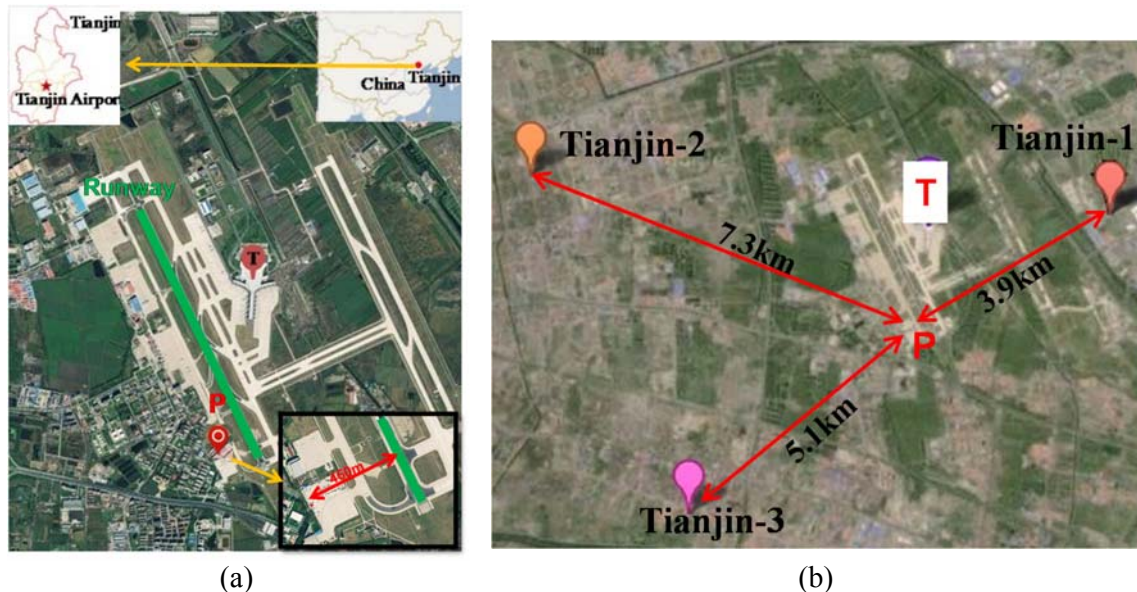 Tianjin
Tianjin Airport
China
Tianjin
Runway
T
P
450m
(a)
Tianjin-2
Tianjin-1
T
7.3km
3.9km
P
5.1km
Tianjin-3
(b)